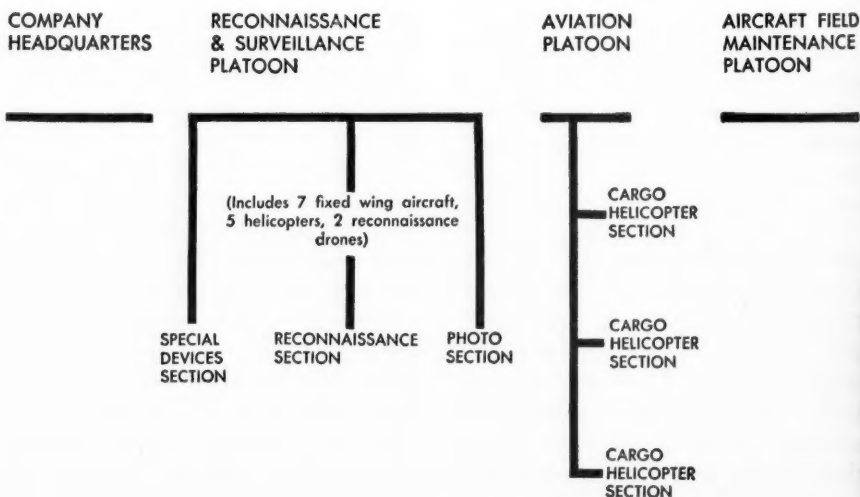 COMPANY
HEADQUARTERS
RECONNAISSANCE
& SURVEILLANCE
PLATOON
AVIATION
PLATOON
AIRCRAFT FIELD
MAINTENANCE
PLATOON
(Includes 7 fixed wing aircraft,
5 helicopters, 2 reconnaissance
drones)
SPECIAL
DEVICES
SECTION
RECONNAISSANCE
SECTION
PHOTO
SECTION
CARGO
HELICOPTER
SECTION
CARGO
HELICOPTER
SECTION
CARGO
HELICOPTER
SECTION